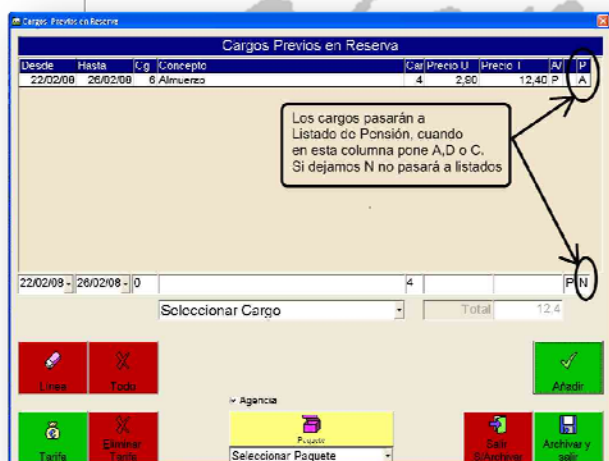 Cargos Previos en Reserva
Cargos Previos en Reserva
Desde Hasta Cg Concepto Car Precio U Precio T A/ P
22/02/08 26/02/08 6 Almuerzo 4 2,80 12,40 P A
Los cargos pasarán a
Listado de Pensión, cuando
en esta columna pone A,D o C.
Si dejamos N no pasará a listados
22/02/08 26/02/08 0 4 P N
Seleccionar Cargo Total 12,4
Línea Todo Añadir
Agencia
Paquete
Tarifa Eliminar Tarifa Seleccionar Paquete Salir S/Archivar Archivar y salir